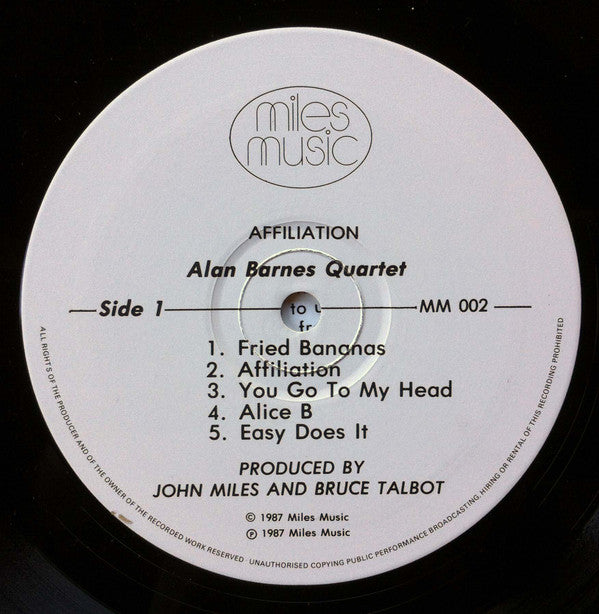 miles
music
AFFILIATION
Alan Barnes Quartet
Side 1 MM 002
to u
fr
1. Fried Bananas
2. Affiliation
3. You Go To My Head
4. Alice B
5. Easy Does It
PRODUCED BY
JOHN MILES AND BRUCE TALBOT
© 1987 Miles Music
℗ 1987 Miles Music
ALL RIGHTS OF THE PRODUCER AND OF THE OWNER OF THE RECORDED WORK RESERVED · UNAUTHORISED COPYING PUBLIC PERFORMANCE BROADCASTING, HIRING OR RENTAL OF THIS RECORDING PROHIBITED